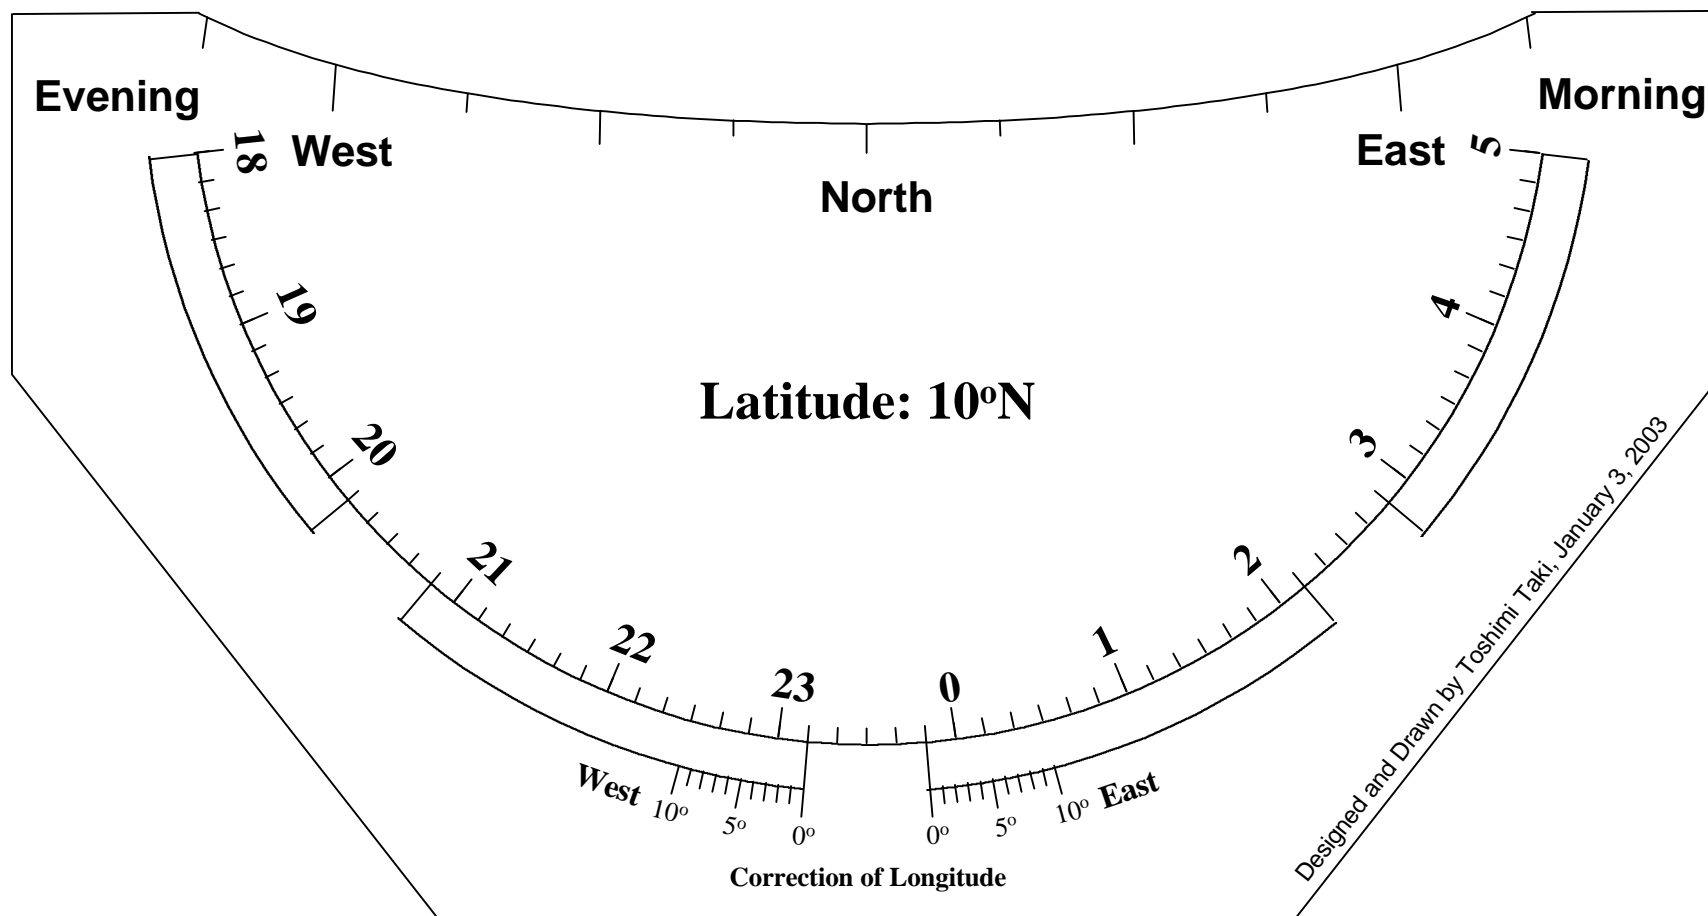 Evening
Morning
West
East
North
18
19
20
21
22
23
0
1
2
3
4
5
Latitude: 10ᵒN
West
10ᵒ
5ᵒ
0ᵒ
0ᵒ
5ᵒ
10ᵒ
East
Correction of Longitude
Designed and Drawn by Toshimi Taki, January 3, 2003